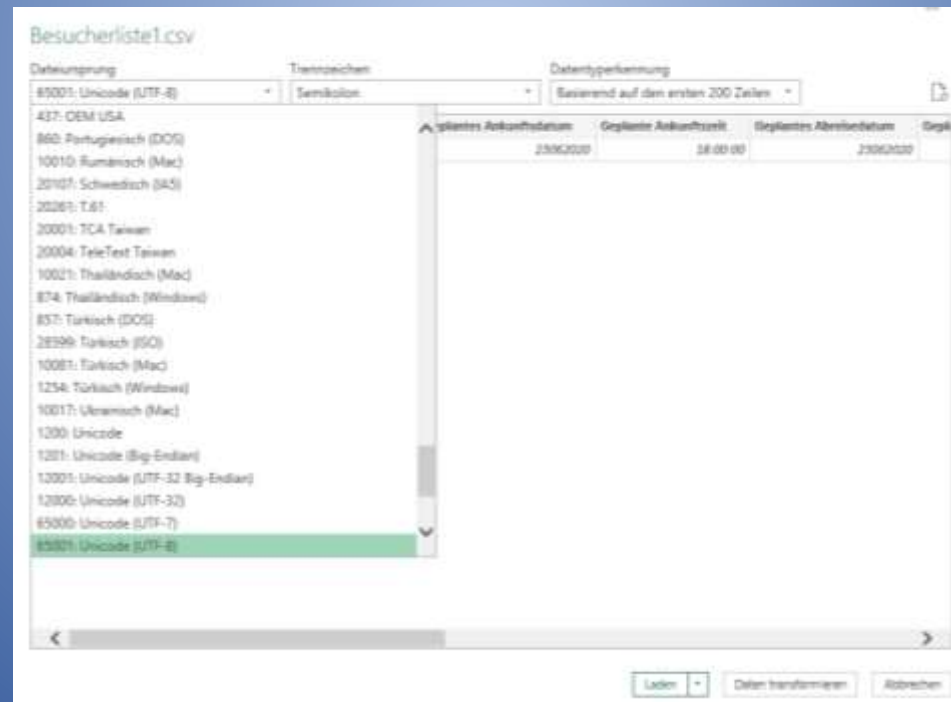 Besucherliste1.csv
Dateiursprung Trennzeichen Datentyperkennung
65001: Unicode (UTF-8) Semikolon Basierend auf den ersten 200 Zeilen
437: OEM USA
860: Portugiesisch (DOS)
10010: Rumänisch (Mac)
20107: Schwedisch (IA5)
20261: T.61
20001: TCA Taiwan
20004: TeleText Taiwan
10021: Thailändisch (Mac)
874: Thailändisch (Windows)
857: Türkisch (DOS)
28599: Türkisch (ISO)
10081: Türkisch (Mac)
1254: Türkisch (Windows)
10017: Ukrainisch (Mac)
1200: Unicode
1201: Unicode (Big-Endian)
12001: Unicode (UTF-32 Big-Endian)
12000: Unicode (UTF-32)
65000: Unicode (UTF-7)
65001: Unicode (UTF-8)
plantes Ankunftsdatum Geplante Ankunftszeit Geplantes Abreisedatum Gepl
23062020 18:00:00 23062020
Laden Daten transformieren Abbrechen